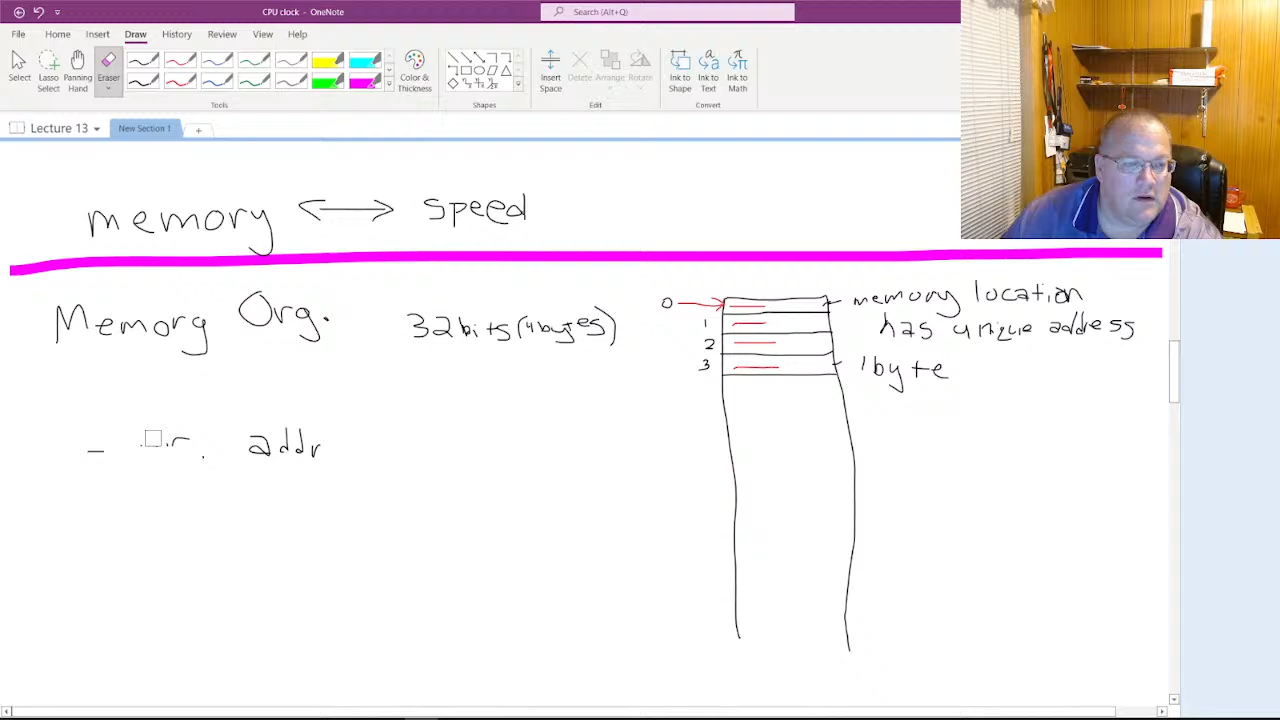 CPU clock - OneNote
Search (Alt+Q)
File Home Insert Draw History Review View Help
Lasso Select
Panning Hand
Eraser
Color & Thickness
Shapes
Insert Space
Delete
Arrange
Rotate
Ink to Shape
Ink to Text
Ink to Math
Tools
Shapes
Edit
Convert
Lecture 13
New Section 1
+
memory ↔ speed
Memory Org.
32 bits (4 bytes)
0
1
2
3
memory location
has unique address
1 byte
addr